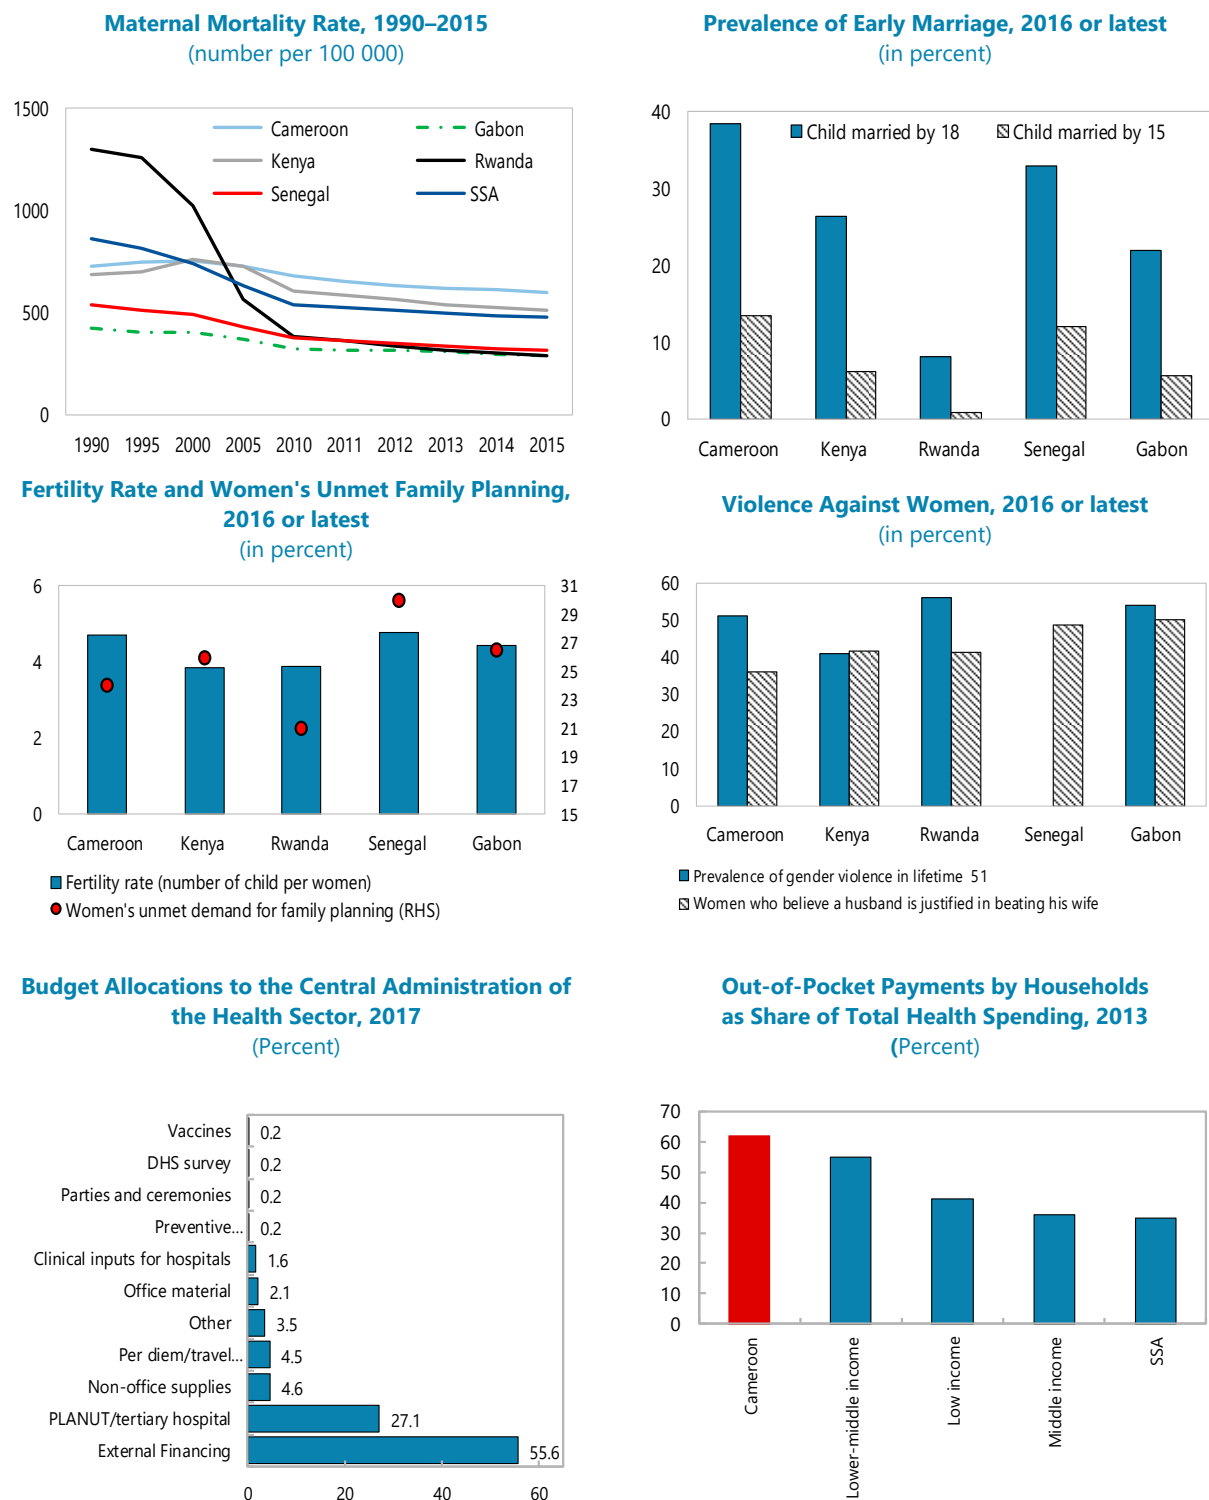 Maternal Mortality Rate, 1990–2015
(number per 100 000)
1500
1000
500
0
Cameroon
Gabon
Kenya
Rwanda
Senegal
SSA
1990 1995 2000 2005 2010 2011 2012 2013 2014 2015
Prevalence of Early Marriage, 2016 or latest
(in percent)
40
30
20
10
0
Child married by 18
Child married by 15
Cameroon Kenya Rwanda Senegal Gabon
Fertility Rate and Women's Unmet Family Planning,
2016 or latest
(in percent)
6
4
2
0
31
29
27
25
23
21
19
17
15
Cameroon Kenya Rwanda Senegal Gabon
Fertility rate (number of child per women)
Women's unmet demand for family planning (RHS)
Violence Against Women, 2016 or latest
(in percent)
60
50
40
30
20
10
0
Cameroon Kenya Rwanda Senegal Gabon
Prevalence of gender violence in lifetime 51
Women who believe a husband is justified in beating his wife
Budget Allocations to the Central Administration of
the Health Sector, 2017
(Percent)
Vaccines 0.2
DHS survey 0.2
Parties and ceremonies 0.2
Preventive... 0.2
Clinical inputs for hospitals 1.6
Office material 2.1
Other 3.5
Per diem/travel... 4.5
Non-office supplies 4.6
PLANUT/tertiary hospital 27.1
External Financing 55.6
0 20 40 60
Out-of-Pocket Payments by Households
as Share of Total Health Spending, 2013
(Percent)
70
60
50
40
30
20
10
0
Cameroon
Lower-middle income
Low income
Middle income
SSA